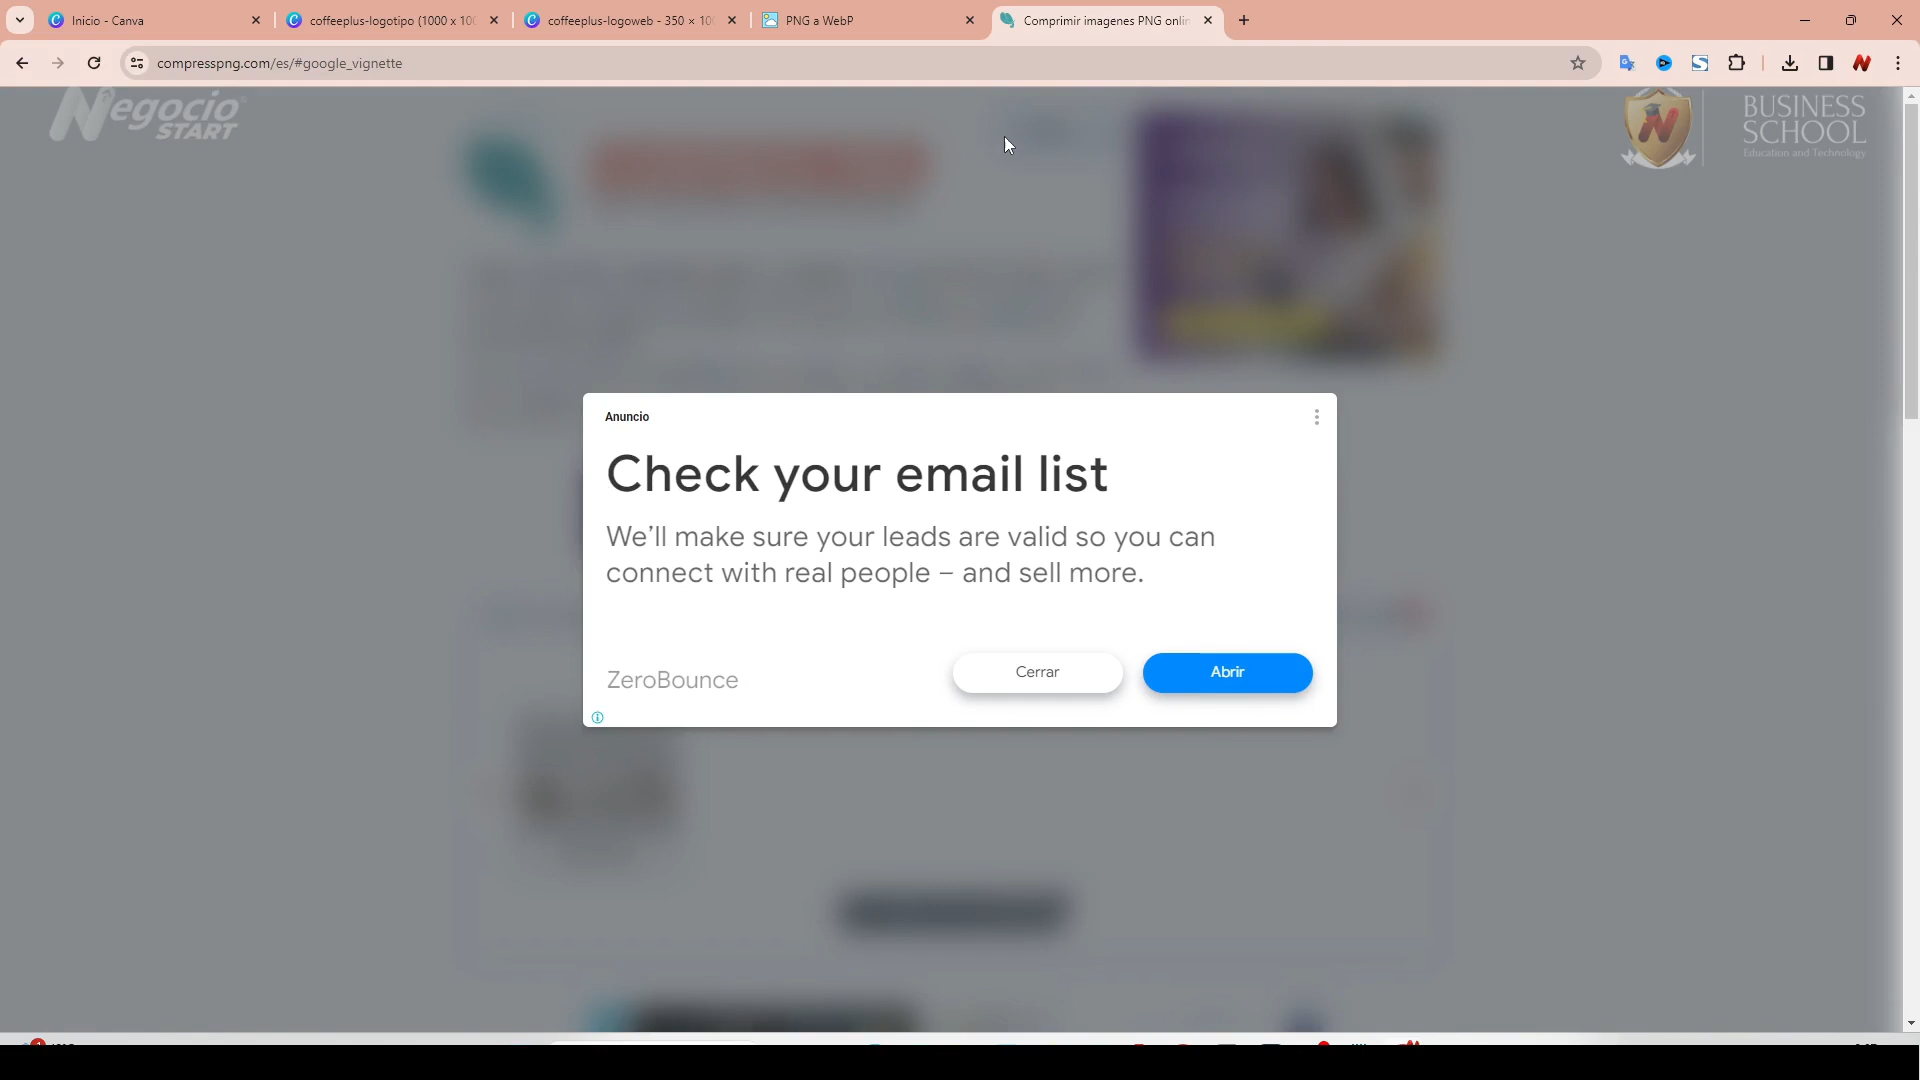 Inicio - Canva
coffeeplus-logotipo (1000 x 100
coffeeplus-logoweb - 350 × 10
PNG a WebP
Comprimir imagenes PNG onlin
compresspng.com/es/#google_vignette
Negocio
START
BUSINESS
SCHOOL
Education and Technology
Anuncio
Check your email list
We'll make sure your leads are valid so you can
connect with real people – and sell more.
ZeroBounce
Cerrar
Abrir